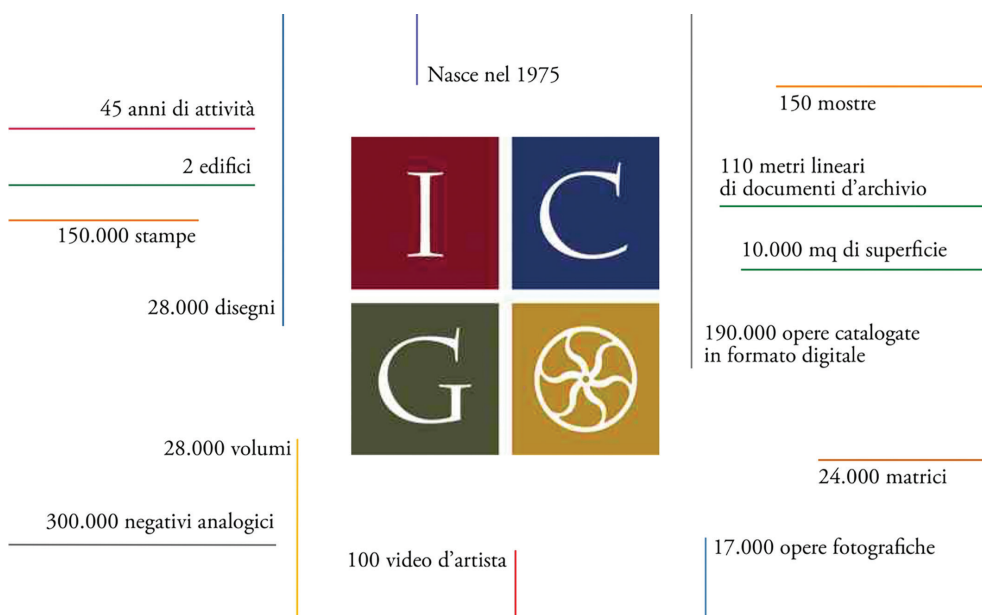 Nasce nel 1975
45 anni di attività
2 edifici
150.000 stampe
28.000 disegni
28.000 volumi
300.000 negativi analogici
I C
G
150 mostre
110 metri lineari
di documenti d’archivio
10.000 mq di superficie
190.000 opere catalogate
in formato digitale
24.000 matrici
100 video d’artista
17.000 opere fotografiche